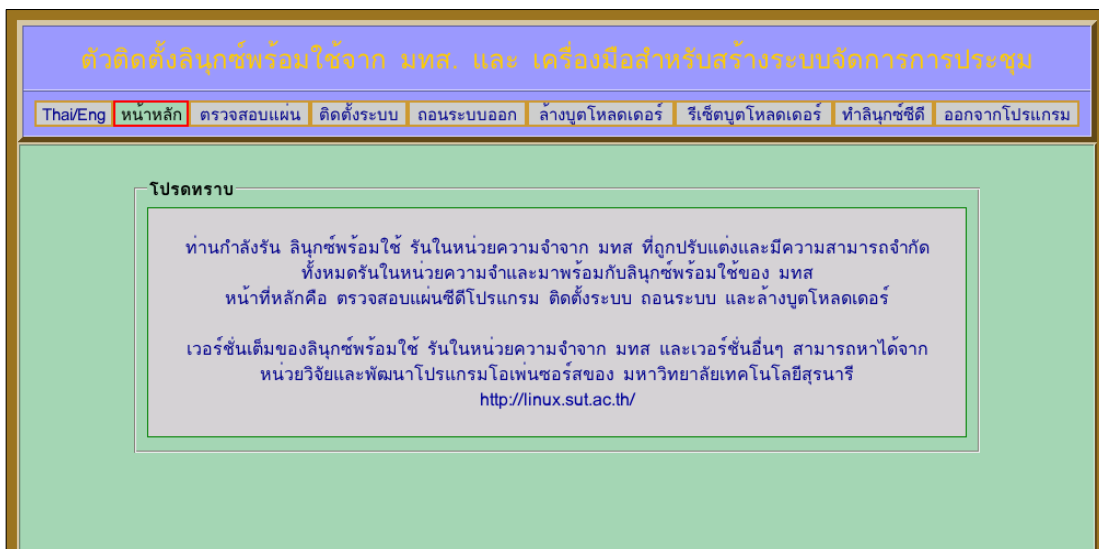 ตัวติดตั้งลินุกซ์พร้อมใช้จาก มทส. และ เครื่องมือสำหรับสร้างระบบจัดการการประชุม
Thai/Eng หน้าหลัก ตรวจสอบแผ่น ติดตั้งระบบ ถอนระบบออก ล้างบูตโหลดเดอร์ รีเซ็ตบูตโหลดเดอร์ ทำลินุกซ์ซีดี ออกจากโปรแกรม
โปรดทราบ
ท่านกำลังรัน ลินุกซ์พร้อมใช้ รันในหน่วยความจำจาก มทส ที่ถูกปรับแต่งและมีความสามารถจำกัด
ทั้งหมดรันในหน่วยความจำและมาพร้อมกับลินุกซ์พร้อมใช้ของ มทส
หน้าที่หลักคือ ตรวจสอบแผ่นซีดีโปรแกรม ติดตั้งระบบ ถอนระบบ และล้างบูตโหลดเดอร์
เวอร์ชั่นเต็มของลินุกซ์พร้อมใช้ รันในหน่วยความจำจาก มทส และเวอร์ชั่นอื่นๆ สามารถหาได้จาก
หน่วยวิจัยและพัฒนาโปรแกรมโอเพ่นซอร์สของ มหาวิทยาลัยเทคโนโลยีสุรนารี
http://linux.sut.ac.th/